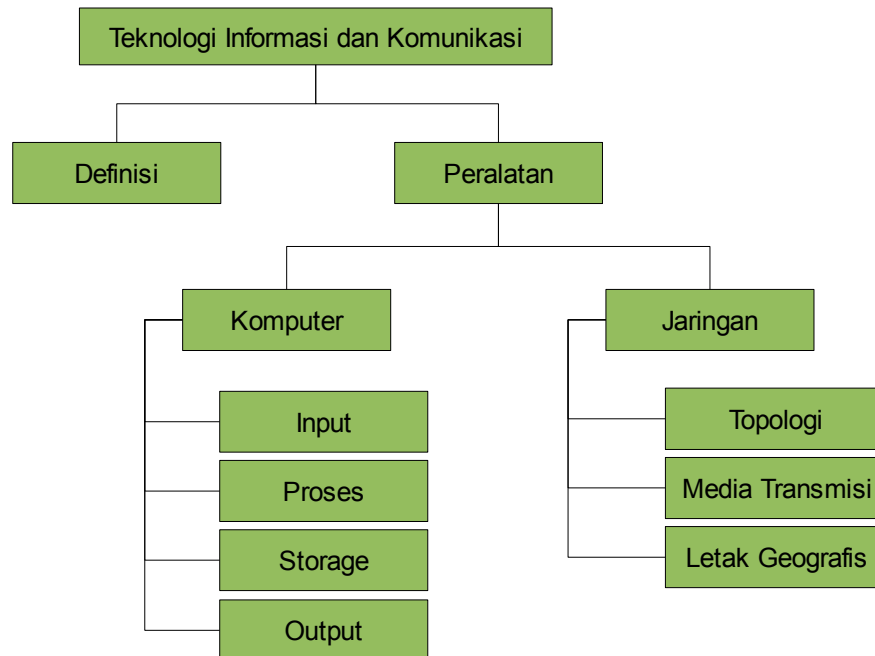 Teknologi Informasi dan Komunikasi
Definisi
Peralatan
Komputer
Jaringan
Input
Proses
Storage
Output
Topologi
Media Transmisi
Letak Geografis